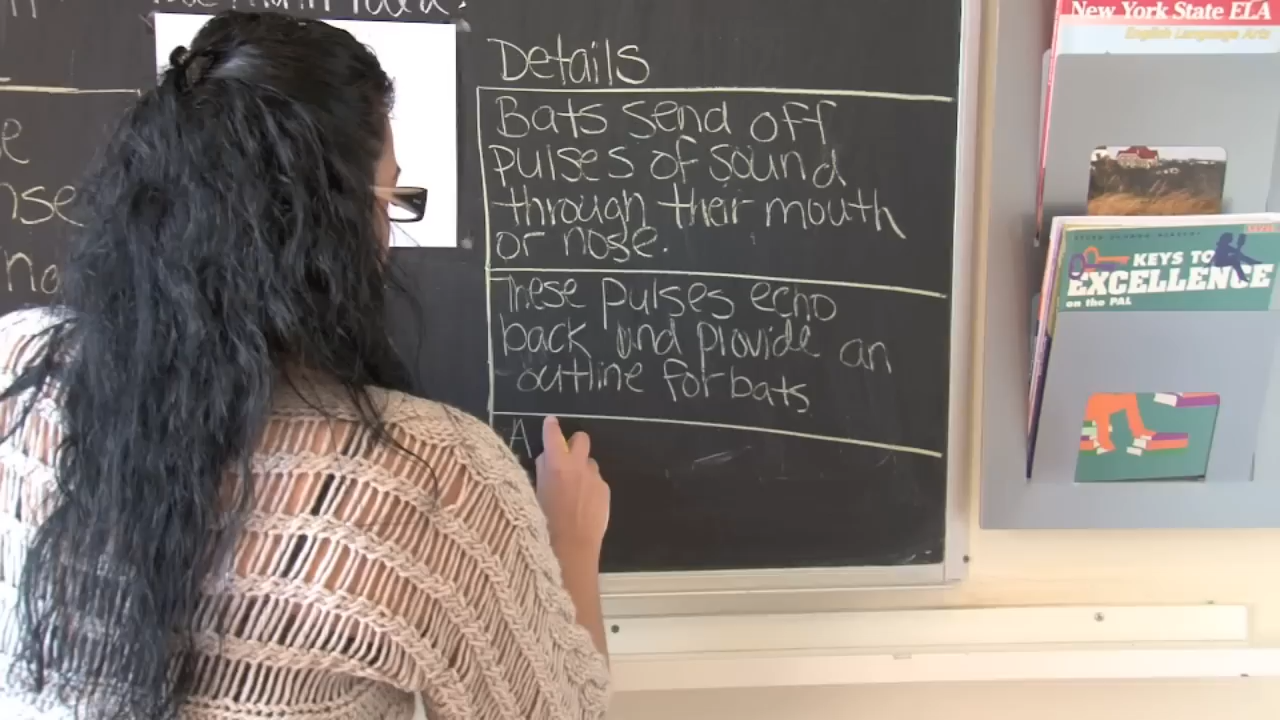 Details
Bats send off
pulses of sound
through their mouth
or nose.
These pulses echo
back and provide an
outline for bats
A
nse
New York State ELA
English Language Arts
KEYS TO
EXCELLENCE
on the PAL